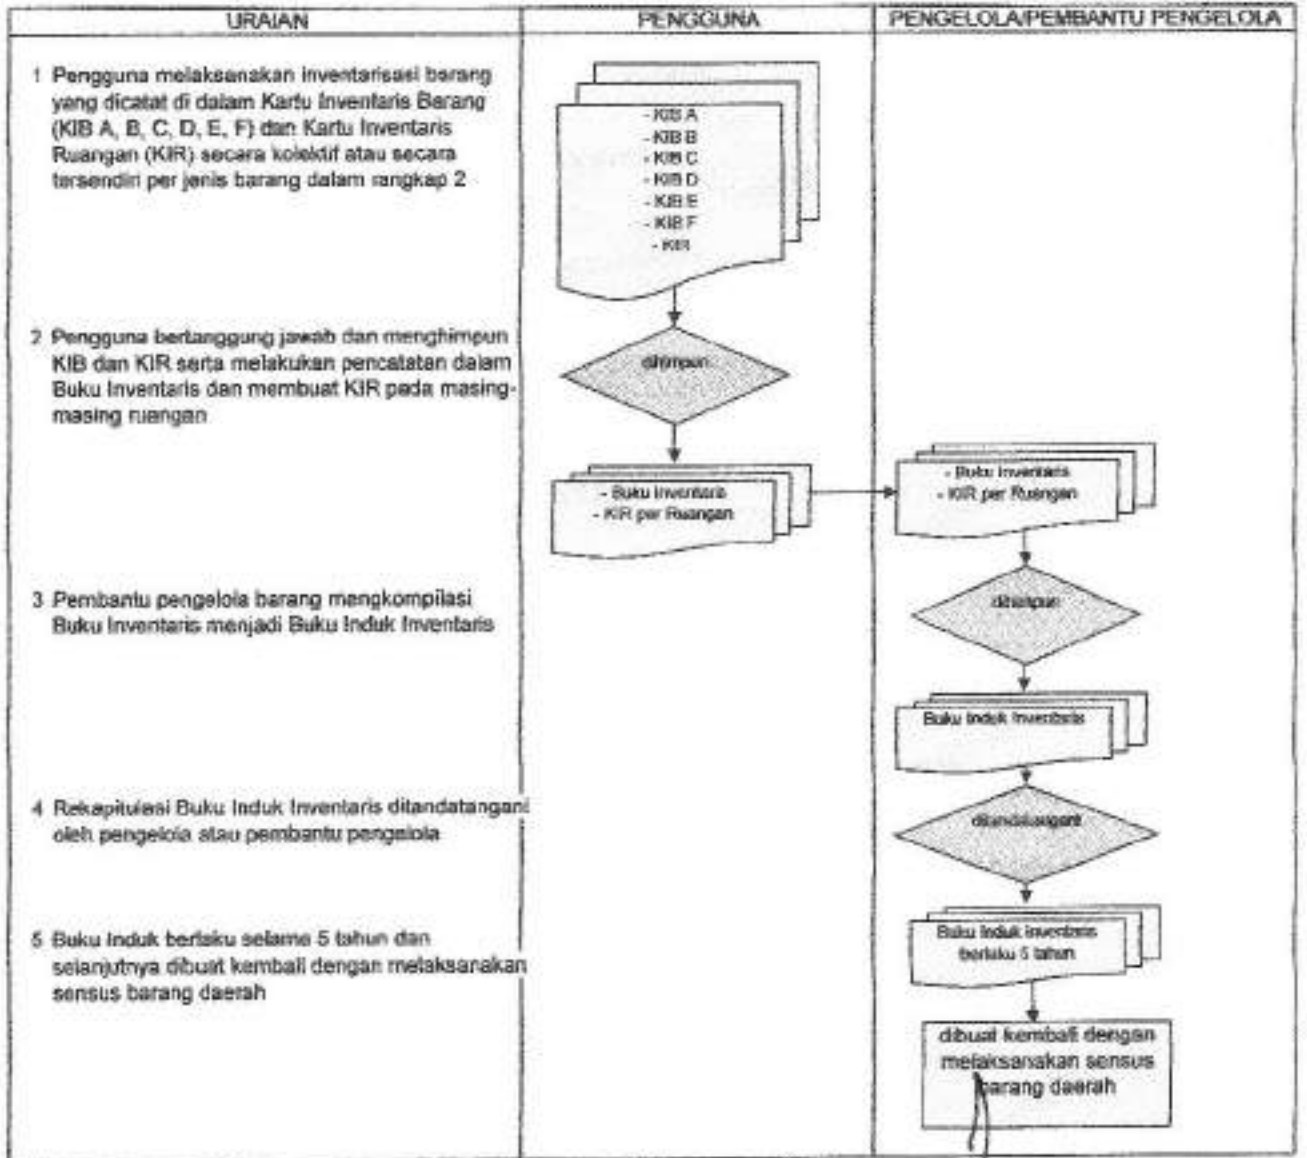 URAIAN
PENGGUNA
PENGELOLA/PEMBANTU PENGELOLA
1 Pengguna melaksanakan inventarisasi barang
yang dicatat di dalam Kartu Inventaris Barang
(KIB A, B, C, D, E, F) dan Kartu Inventaris
Ruangan (KIR) secara kolektif atau secara
tersendiri per jenis barang dalam rangkap 2
- KIB A
- KIB B
- KIB C
- KIB D
- KIB E
- KIB F
- KIR
2 Pengguna bertanggung jawab dan menghimpun
KIB dan KIR serta melakukan pencatatan dalam
Buku Inventaris dan membuat KIR pada masing-
masing ruangan
dihimpun
- Buku Inventaris
- KIR per Ruangan
- Buku Inventaris
- KIR per Ruangan
3 Pembantu pengelola barang mengkompilasi
Buku Inventaris menjadi Buku Induk Inventaris
dihimpun
Buku Induk Inventaris
4 Rekapitulasi Buku Induk Inventaris ditandatangani
oleh pengelola atau pembantu pengelola
ditandatangani
5 Buku Induk berlaku selama 5 tahun dan
selanjutnya dibuat kembali dengan melaksanakan
sensus barang daerah
Buku Induk Inventaris
berlaku 5 tahun
dibuat kembali dengan
melaksanakan sensus
barang daerah